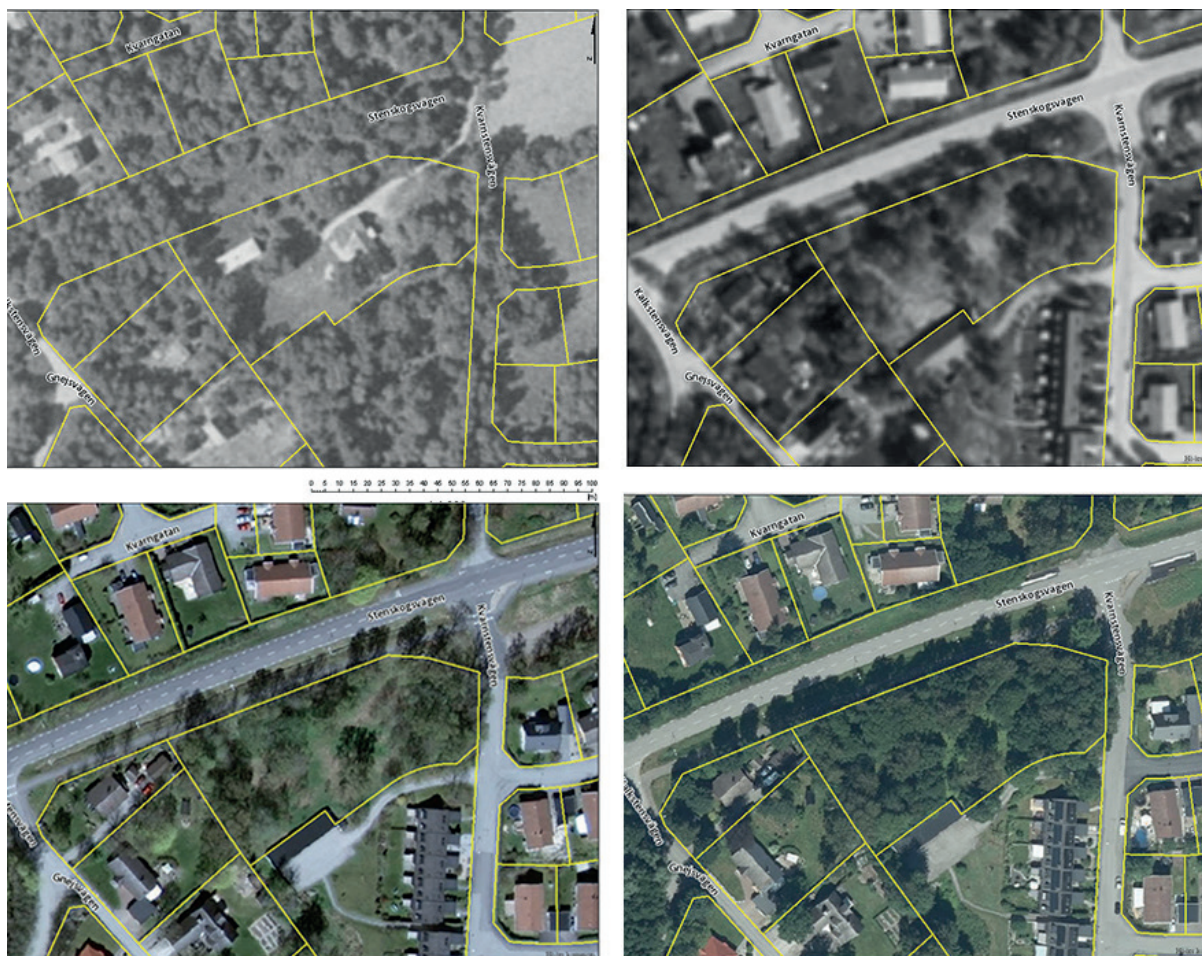 Kvarngatan
Stenskogsvägen
Kvarnstensvägen
Gnejsvägen
Z
Kvarngatan
Stenskogsvägen
Kvarnstensvägen
Kalkstensvägen
Gnejsvägen
0 5 10 15 20 25 30 35 40 45 50 55 60 65 70 75 80 85 90 95 100
[m]
Kvarngatan
Stenskogsvägen
Kvarnstensvägen
Gnejsvägen
Kvarngatan
Stenskogsvägen
Kvarnstensvägen
Gnejsvägen